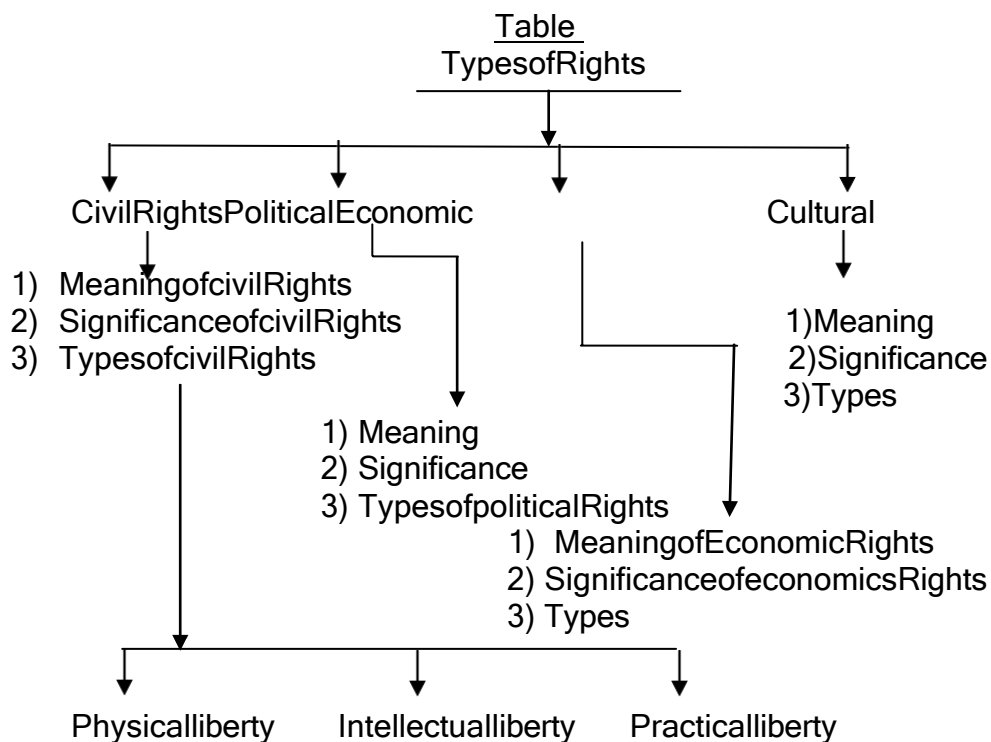 Table
TypesofRights
CivilRightsPoliticalEconomic
Cultural
1) MeaningofcivilRights
2) SignificanceofcivilRights
3) TypesofcivilRights
1)Meaning
2)Significance
3)Types
1) Meaning
2) Significance
3) TypesofpoliticalRights
1) MeaningofEconomicRights
2) SignificanceofeconomicsRights
3) Types
Physicalliberty
Intellectualliberty
Practicalliberty